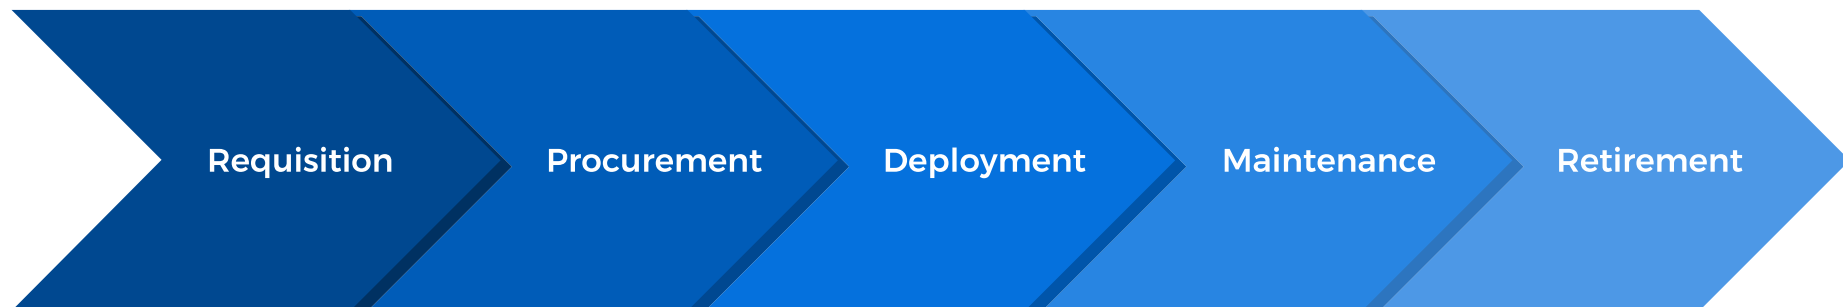 Requisition
Procurement
Deployment
Maintenance
Retirement